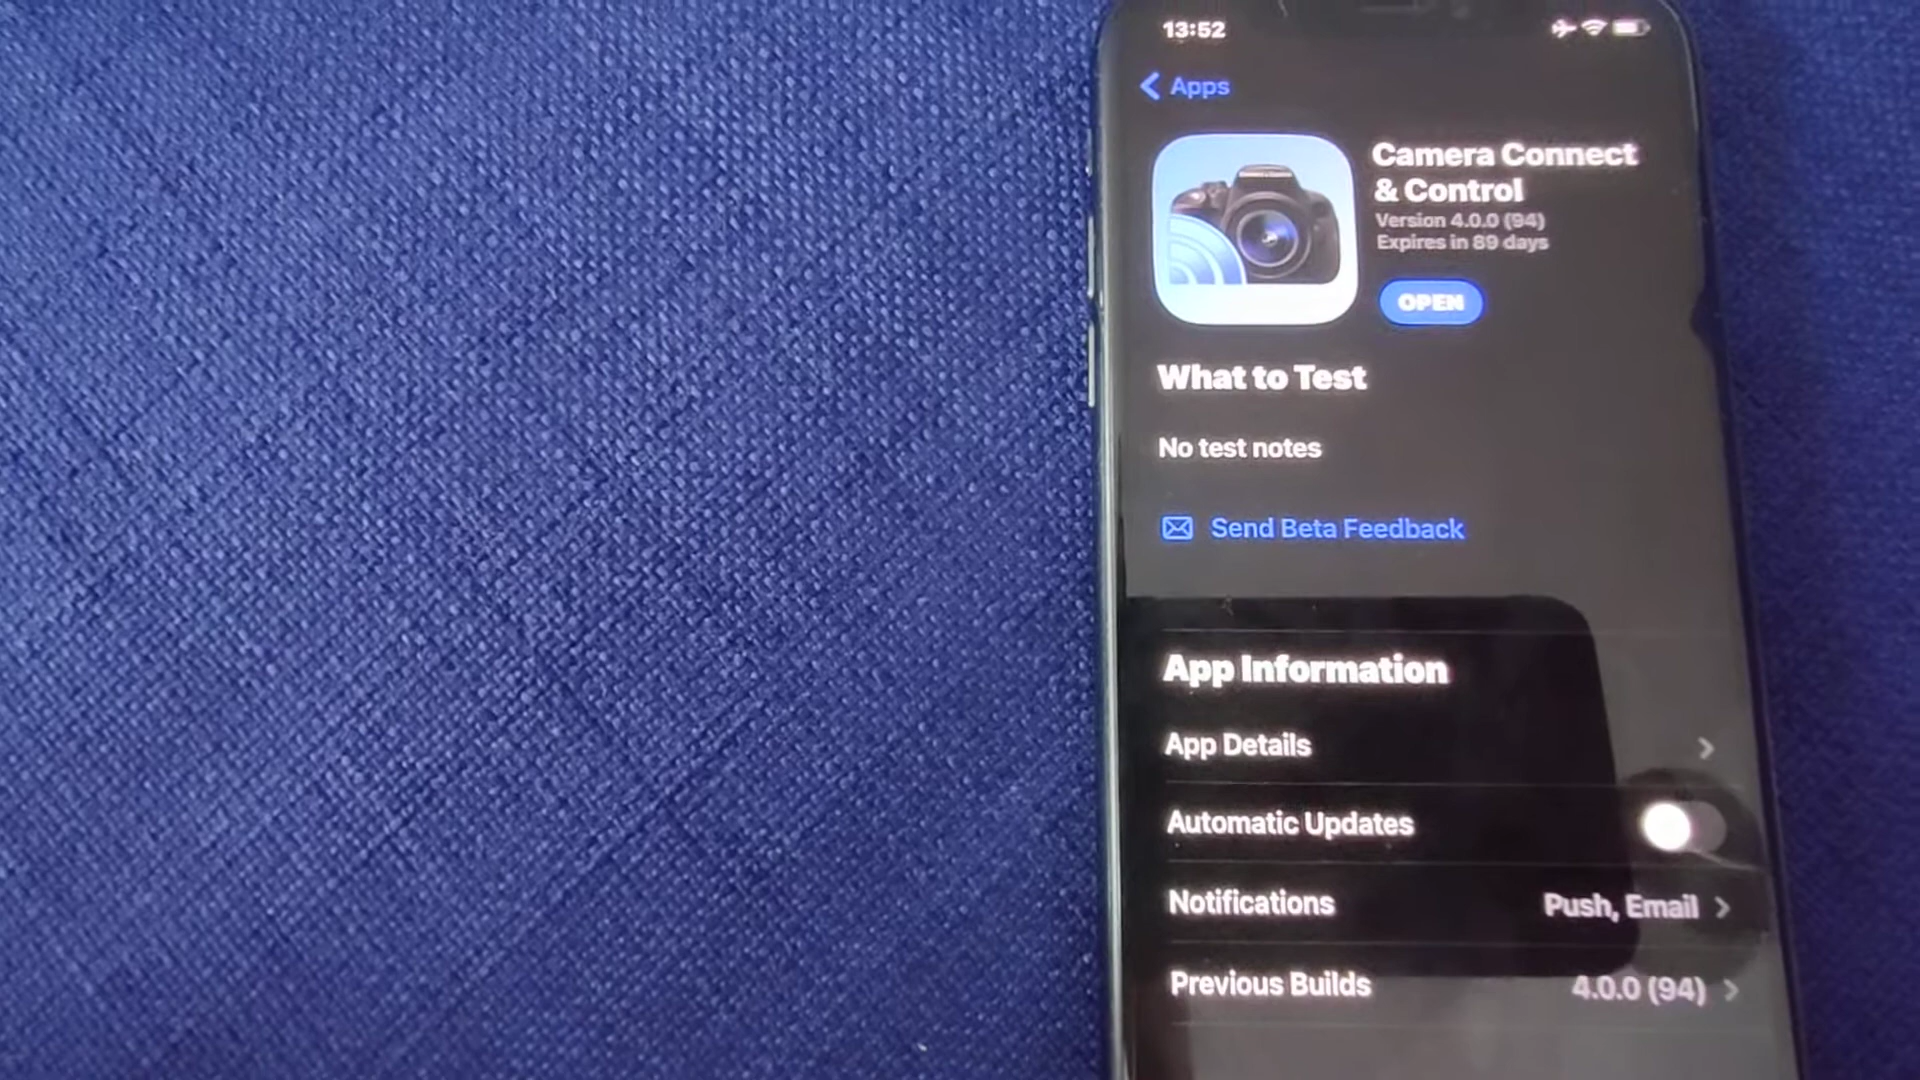 13:52
Apps
Camera Connect
& Control
Version 4.0.0 (94)
Expires in 89 days
OPEN
What to Test
No test notes
Send Beta Feedback
App Information
App Details
Automatic Updates
Notifications Push, Email
Previous Builds 4.0.0 (94)